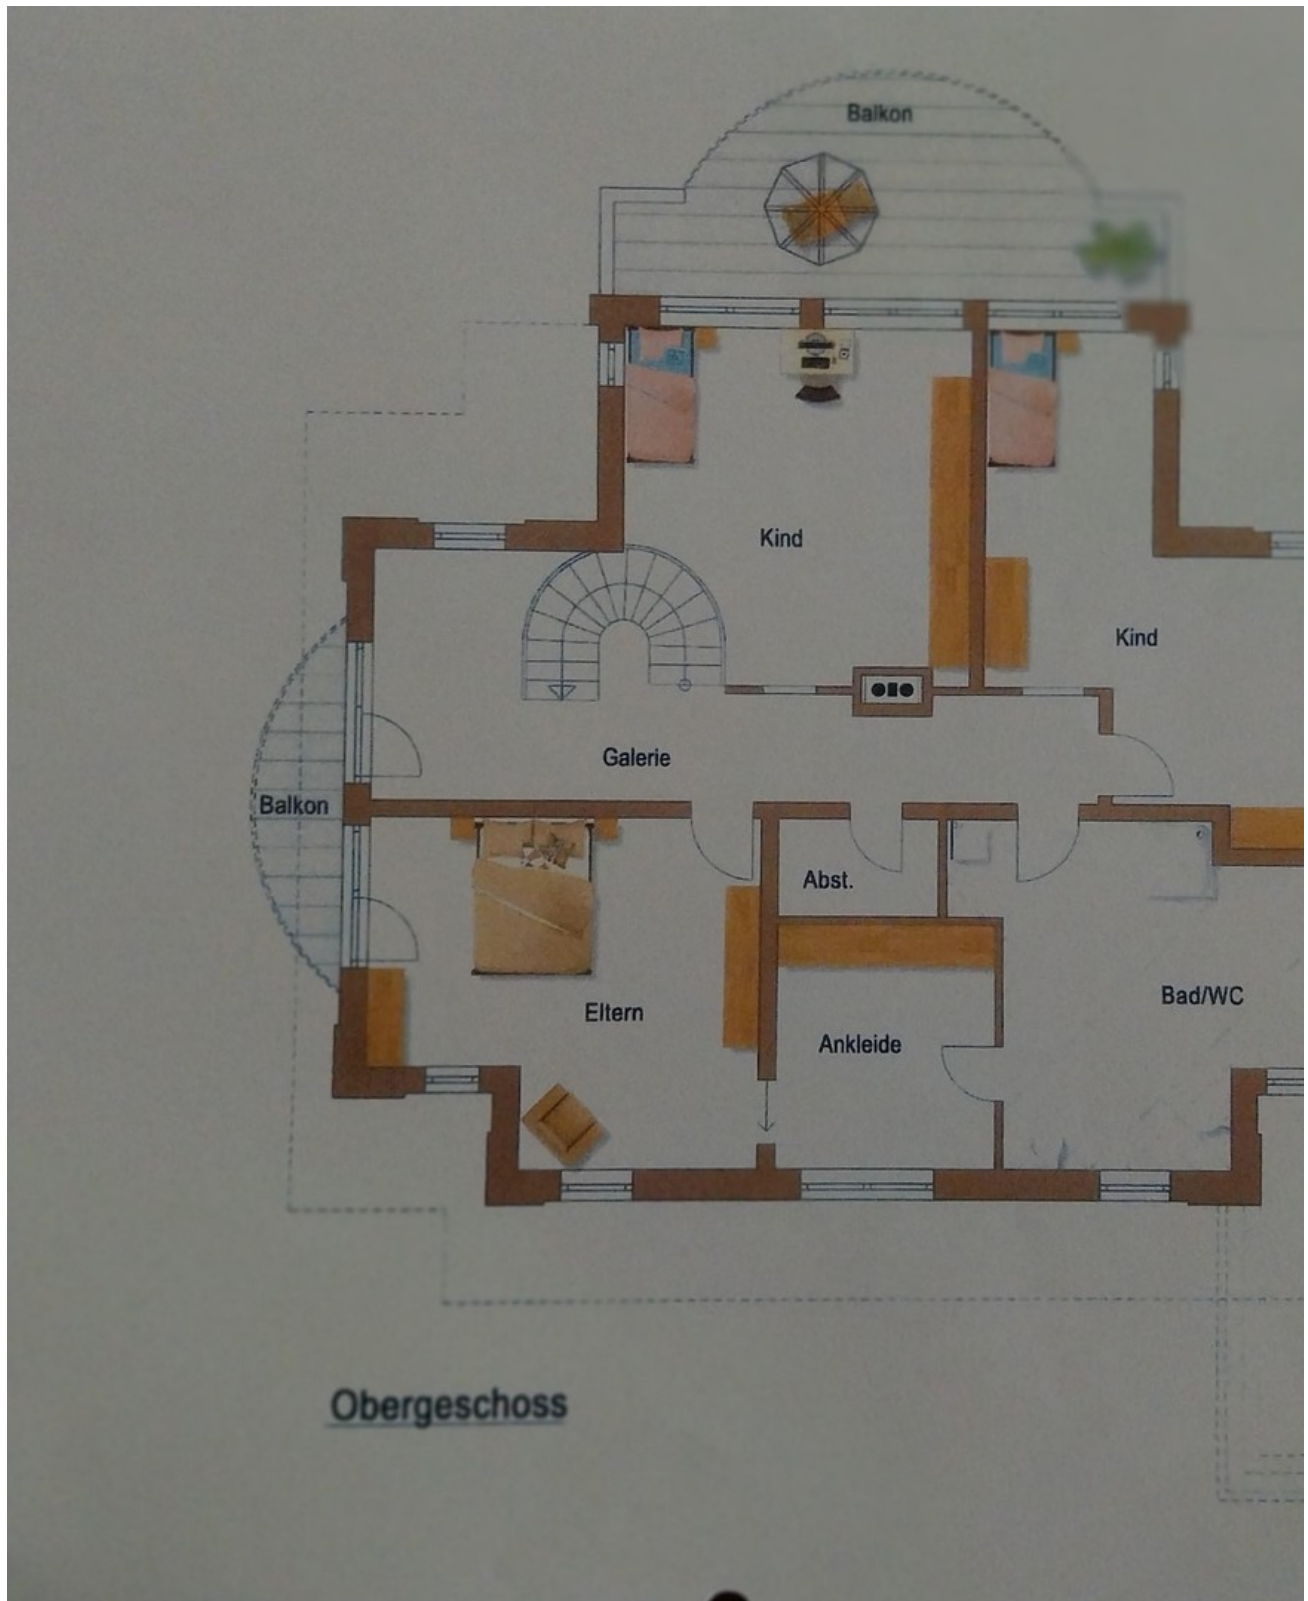 Balkon
Kind
Kind
Galerie
Balkon
Abst.
Bad/WC
Eltern
Ankleide
Obergeschoss